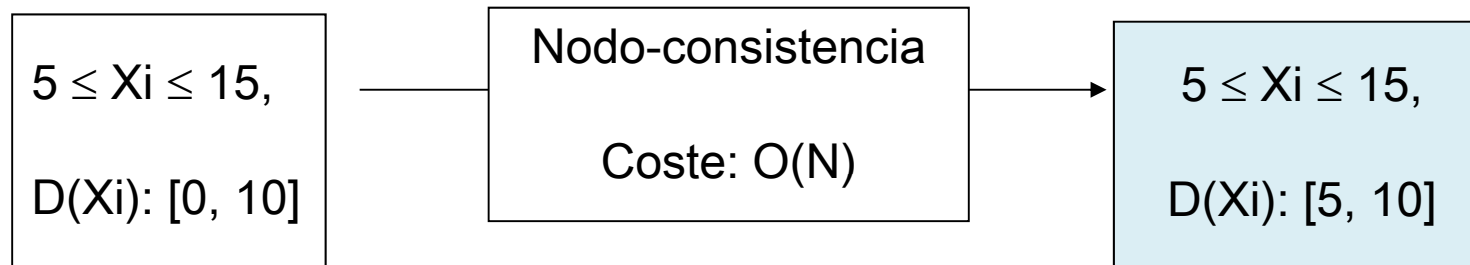 5 ≤ Xi ≤ 15,
D(Xi): [0, 10]
Nodo-consistencia
Coste: O(N)
5 ≤ Xi ≤ 15,
D(Xi): [5, 10]